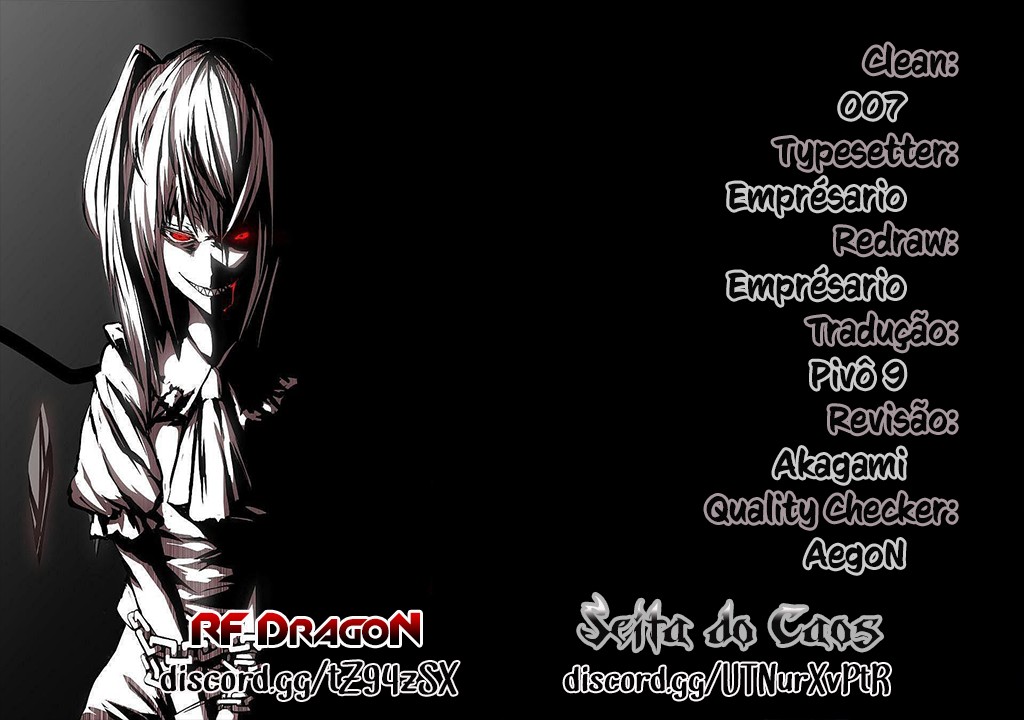 Clean:
007
Typesetter:
Emprésario
Redraw:
Emprésario
Tradução:
Pivô 9
Revisão:
Akagami
Quality Checker:
AegoN
RF DRAGON
discord.gg/tZ94zSX
Seita do Caos
discord.gg/UTNurXvPtR